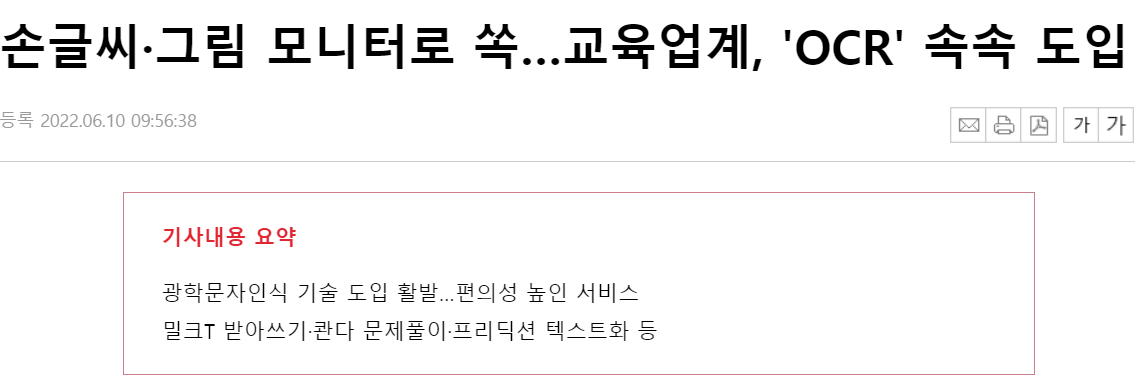 손글씨·그림 모니터로 쏙…교육업계, 'OCR' 속속 도입
등록 2022.06.10 09:56:38
가 가
기사내용 요약
광학문자인식 기술 도입 활발…편의성 높인 서비스
밀크T 받아쓰기·콴다 문제풀이·프리딕션 텍스트화 등